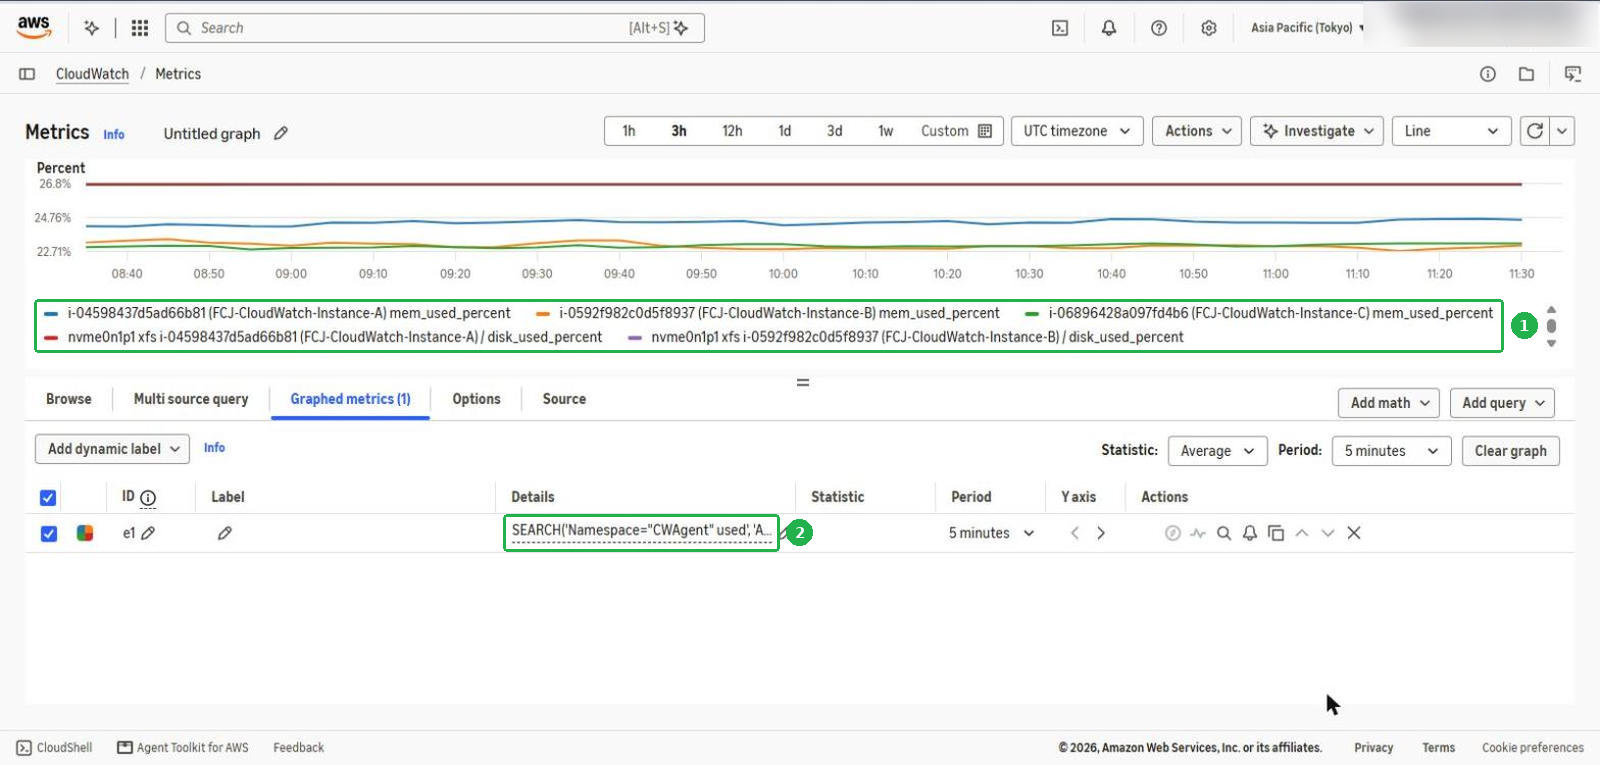 aws
Search
[Alt+S]
Asia Pacific (Tokyo)
CloudWatch / Metrics
Metrics Info Untitled graph
1h 3h 12h 1d 3d 1w Custom UTC timezone Actions Investigate Line
Percent
26.8%
24.76%
22.71%
08:40 08:50 09:00 09:10 09:20 09:30 09:40 09:50 10:00 10:10 10:20 10:30 10:40 10:50 11:00 11:10 11:20 11:30
i-04598437d5ad66b81 (FCJ-CloudWatch-Instance-A) mem_used_percent i-0592f982c0d5f8937 (FCJ-CloudWatch-Instance-B) mem_used_percent i-06896428a097fd4b6 (FCJ-CloudWatch-Instance-C) mem_used_percent
nvme0n1p1 xfs i-04598437d5ad66b81 (FCJ-CloudWatch-Instance-A) / disk_used_percent nvme0n1p1 xfs i-0592f982c0d5f8937 (FCJ-CloudWatch-Instance-B) / disk_used_percent
1
Browse Multi source query Graphed metrics (1) Options Source Add math Add query
Add dynamic label Info Statistic: Average Period: 5 minutes Clear graph
ID Label Details Statistic Period Y axis Actions
e1 SEARCH('Namespace="CWAgent" used', 'A... 2 5 minutes
CloudShell Agent Toolkit for AWS Feedback © 2026, Amazon Web Services, Inc. or its affiliates. Privacy Terms Cookie preferences